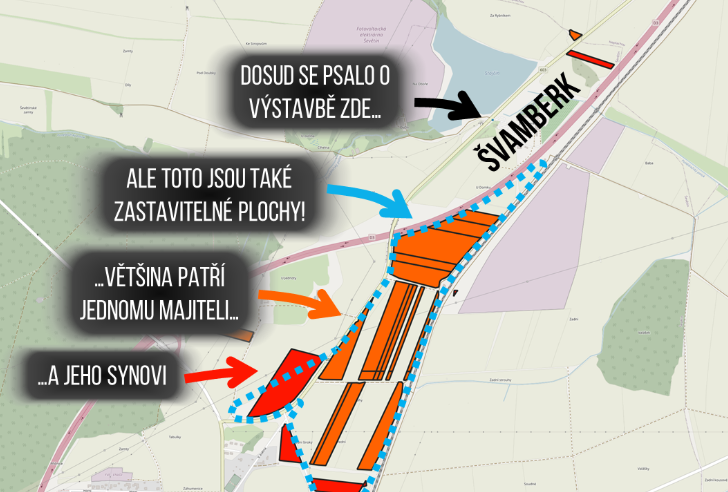 DOSUD SE PSALO O
VÝSTAVBĚ ZDE...
ŠVAMBERK
ALE TOTO JSOU TAKÉ
ZASTAVITELNÉ PLOCHY!
...VĚTŠINA PATŘÍ
JEDNOMU MAJITELI...
...A JEHO SYNOVI